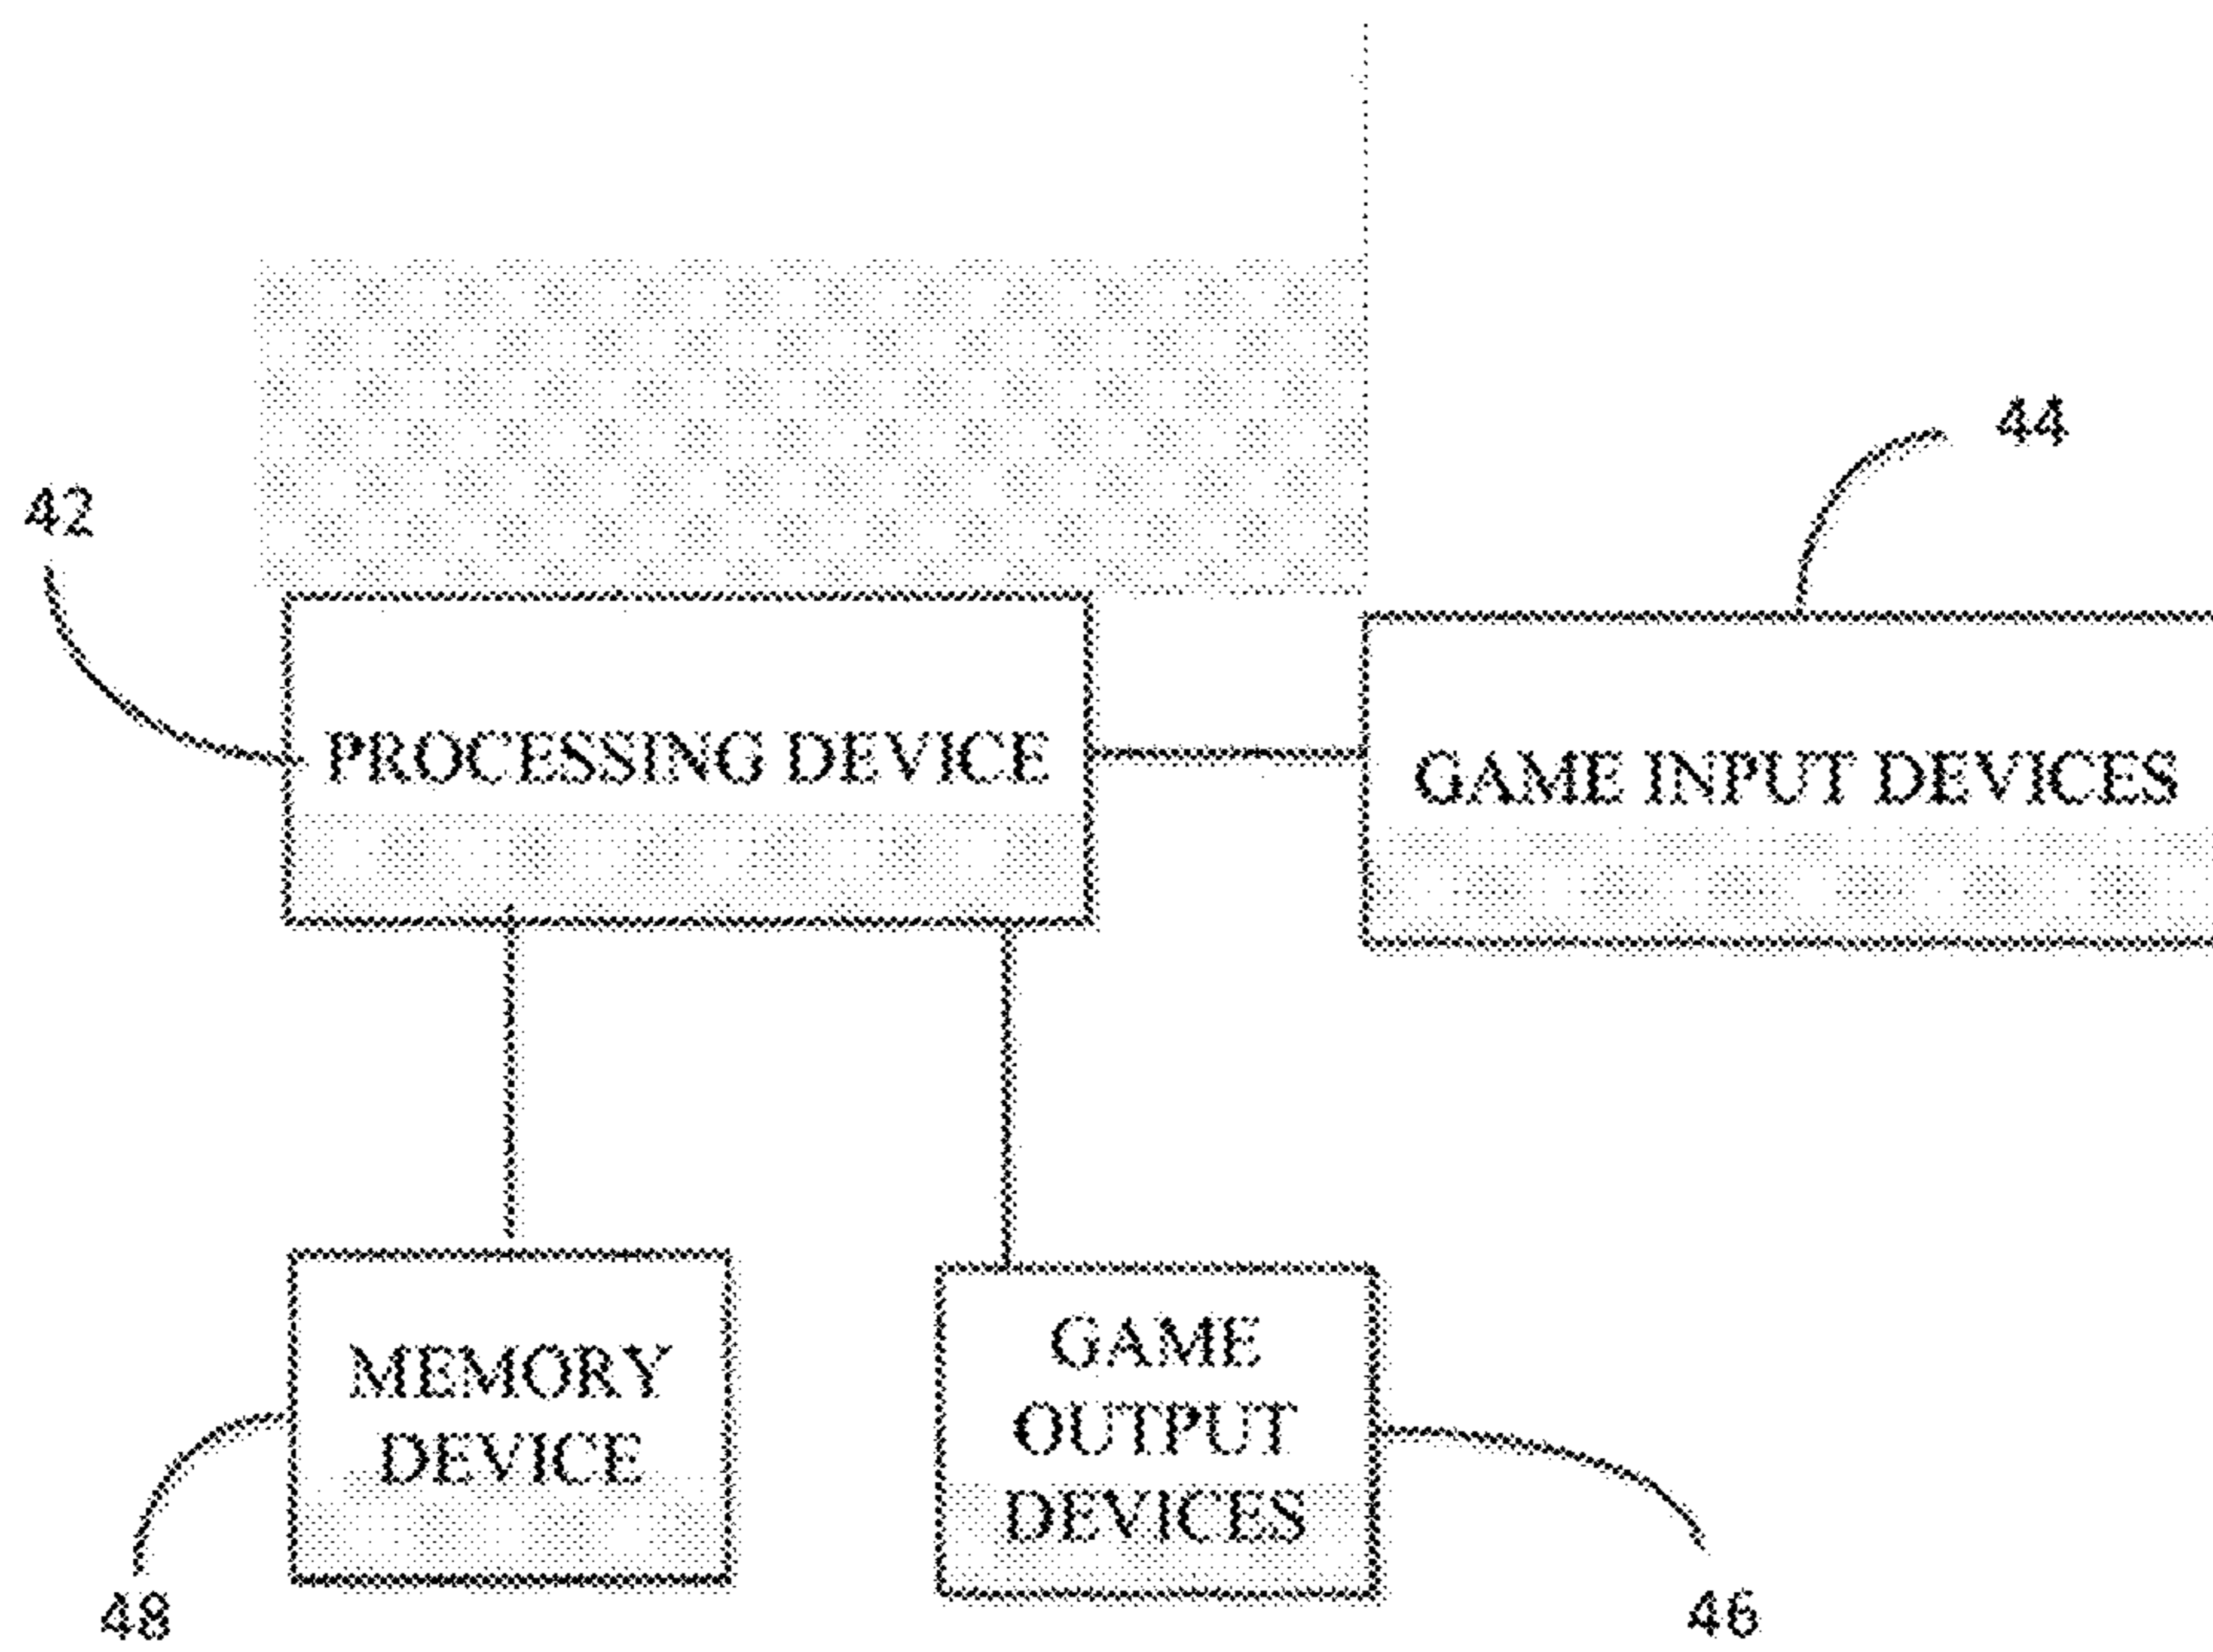 44
42
PROCESSING DEVICE
GAME INPUT DEVICES
MEMORY
DEVICE
GAME
OUTPUT
DEVICES
48
46